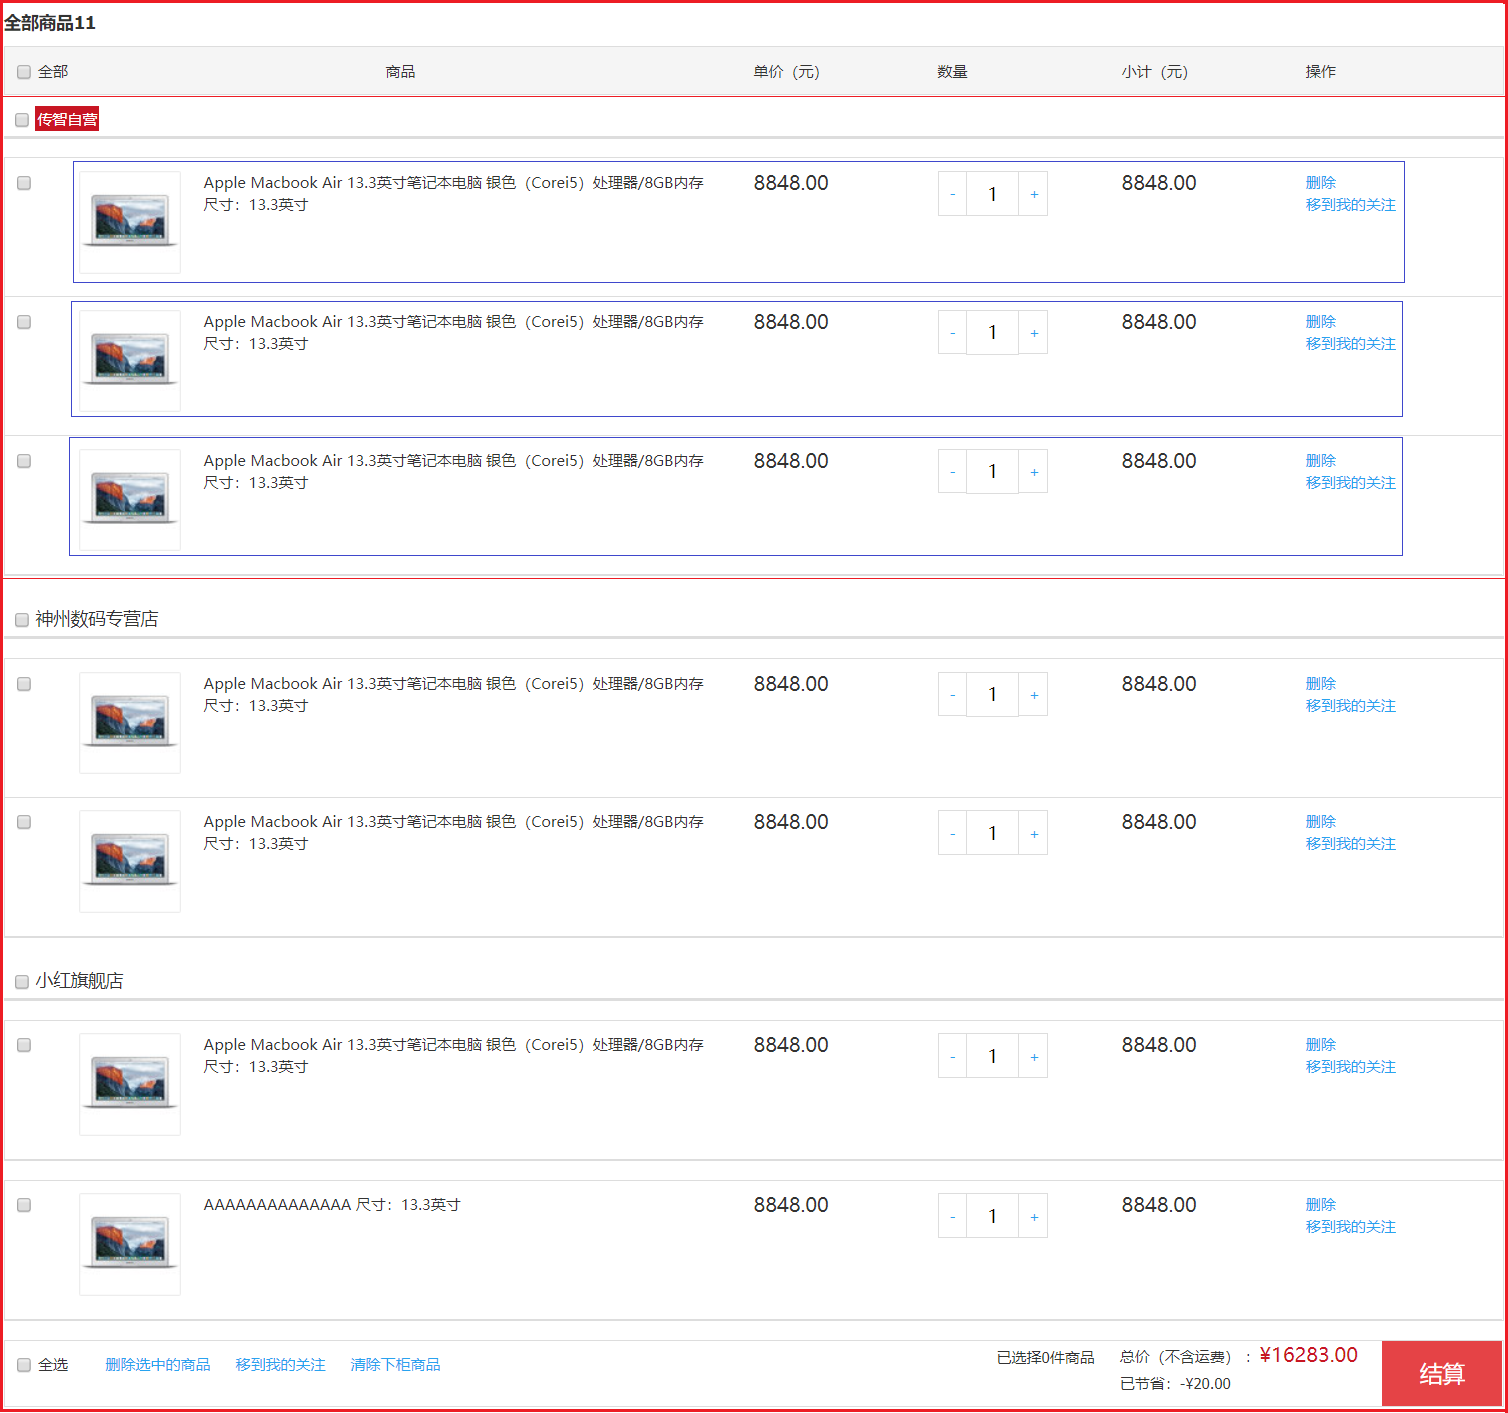 全部商品11
全部 商品 单价（元） 数量 小计（元） 操作
传智自营
Apple Macbook Air 13.3英寸笔记本电脑 银色（Corei5）处理器/8GB内存 8848.00 - 1 + 8848.00 删除
尺寸：13.3英寸 移到我的关注
Apple Macbook Air 13.3英寸笔记本电脑 银色（Corei5）处理器/8GB内存 8848.00 - 1 + 8848.00 删除
尺寸：13.3英寸 移到我的关注
Apple Macbook Air 13.3英寸笔记本电脑 银色（Corei5）处理器/8GB内存 8848.00 - 1 + 8848.00 删除
尺寸：13.3英寸 移到我的关注
神州数码专营店
Apple Macbook Air 13.3英寸笔记本电脑 银色（Corei5）处理器/8GB内存 8848.00 - 1 + 8848.00 删除
尺寸：13.3英寸 移到我的关注
Apple Macbook Air 13.3英寸笔记本电脑 银色（Corei5）处理器/8GB内存 8848.00 - 1 + 8848.00 删除
尺寸：13.3英寸 移到我的关注
小红旗舰店
Apple Macbook Air 13.3英寸笔记本电脑 银色（Corei5）处理器/8GB内存 8848.00 - 1 + 8848.00 删除
尺寸：13.3英寸 移到我的关注
AAAAAAAAAAAAAA 尺寸：13.3英寸 8848.00 - 1 + 8848.00 删除
移到我的关注
全选 删除选中的商品 移到我的关注 清除下柜商品 已选择0件商品 总价（不含运费）：¥16283.00 结算
已节省：-¥20.00